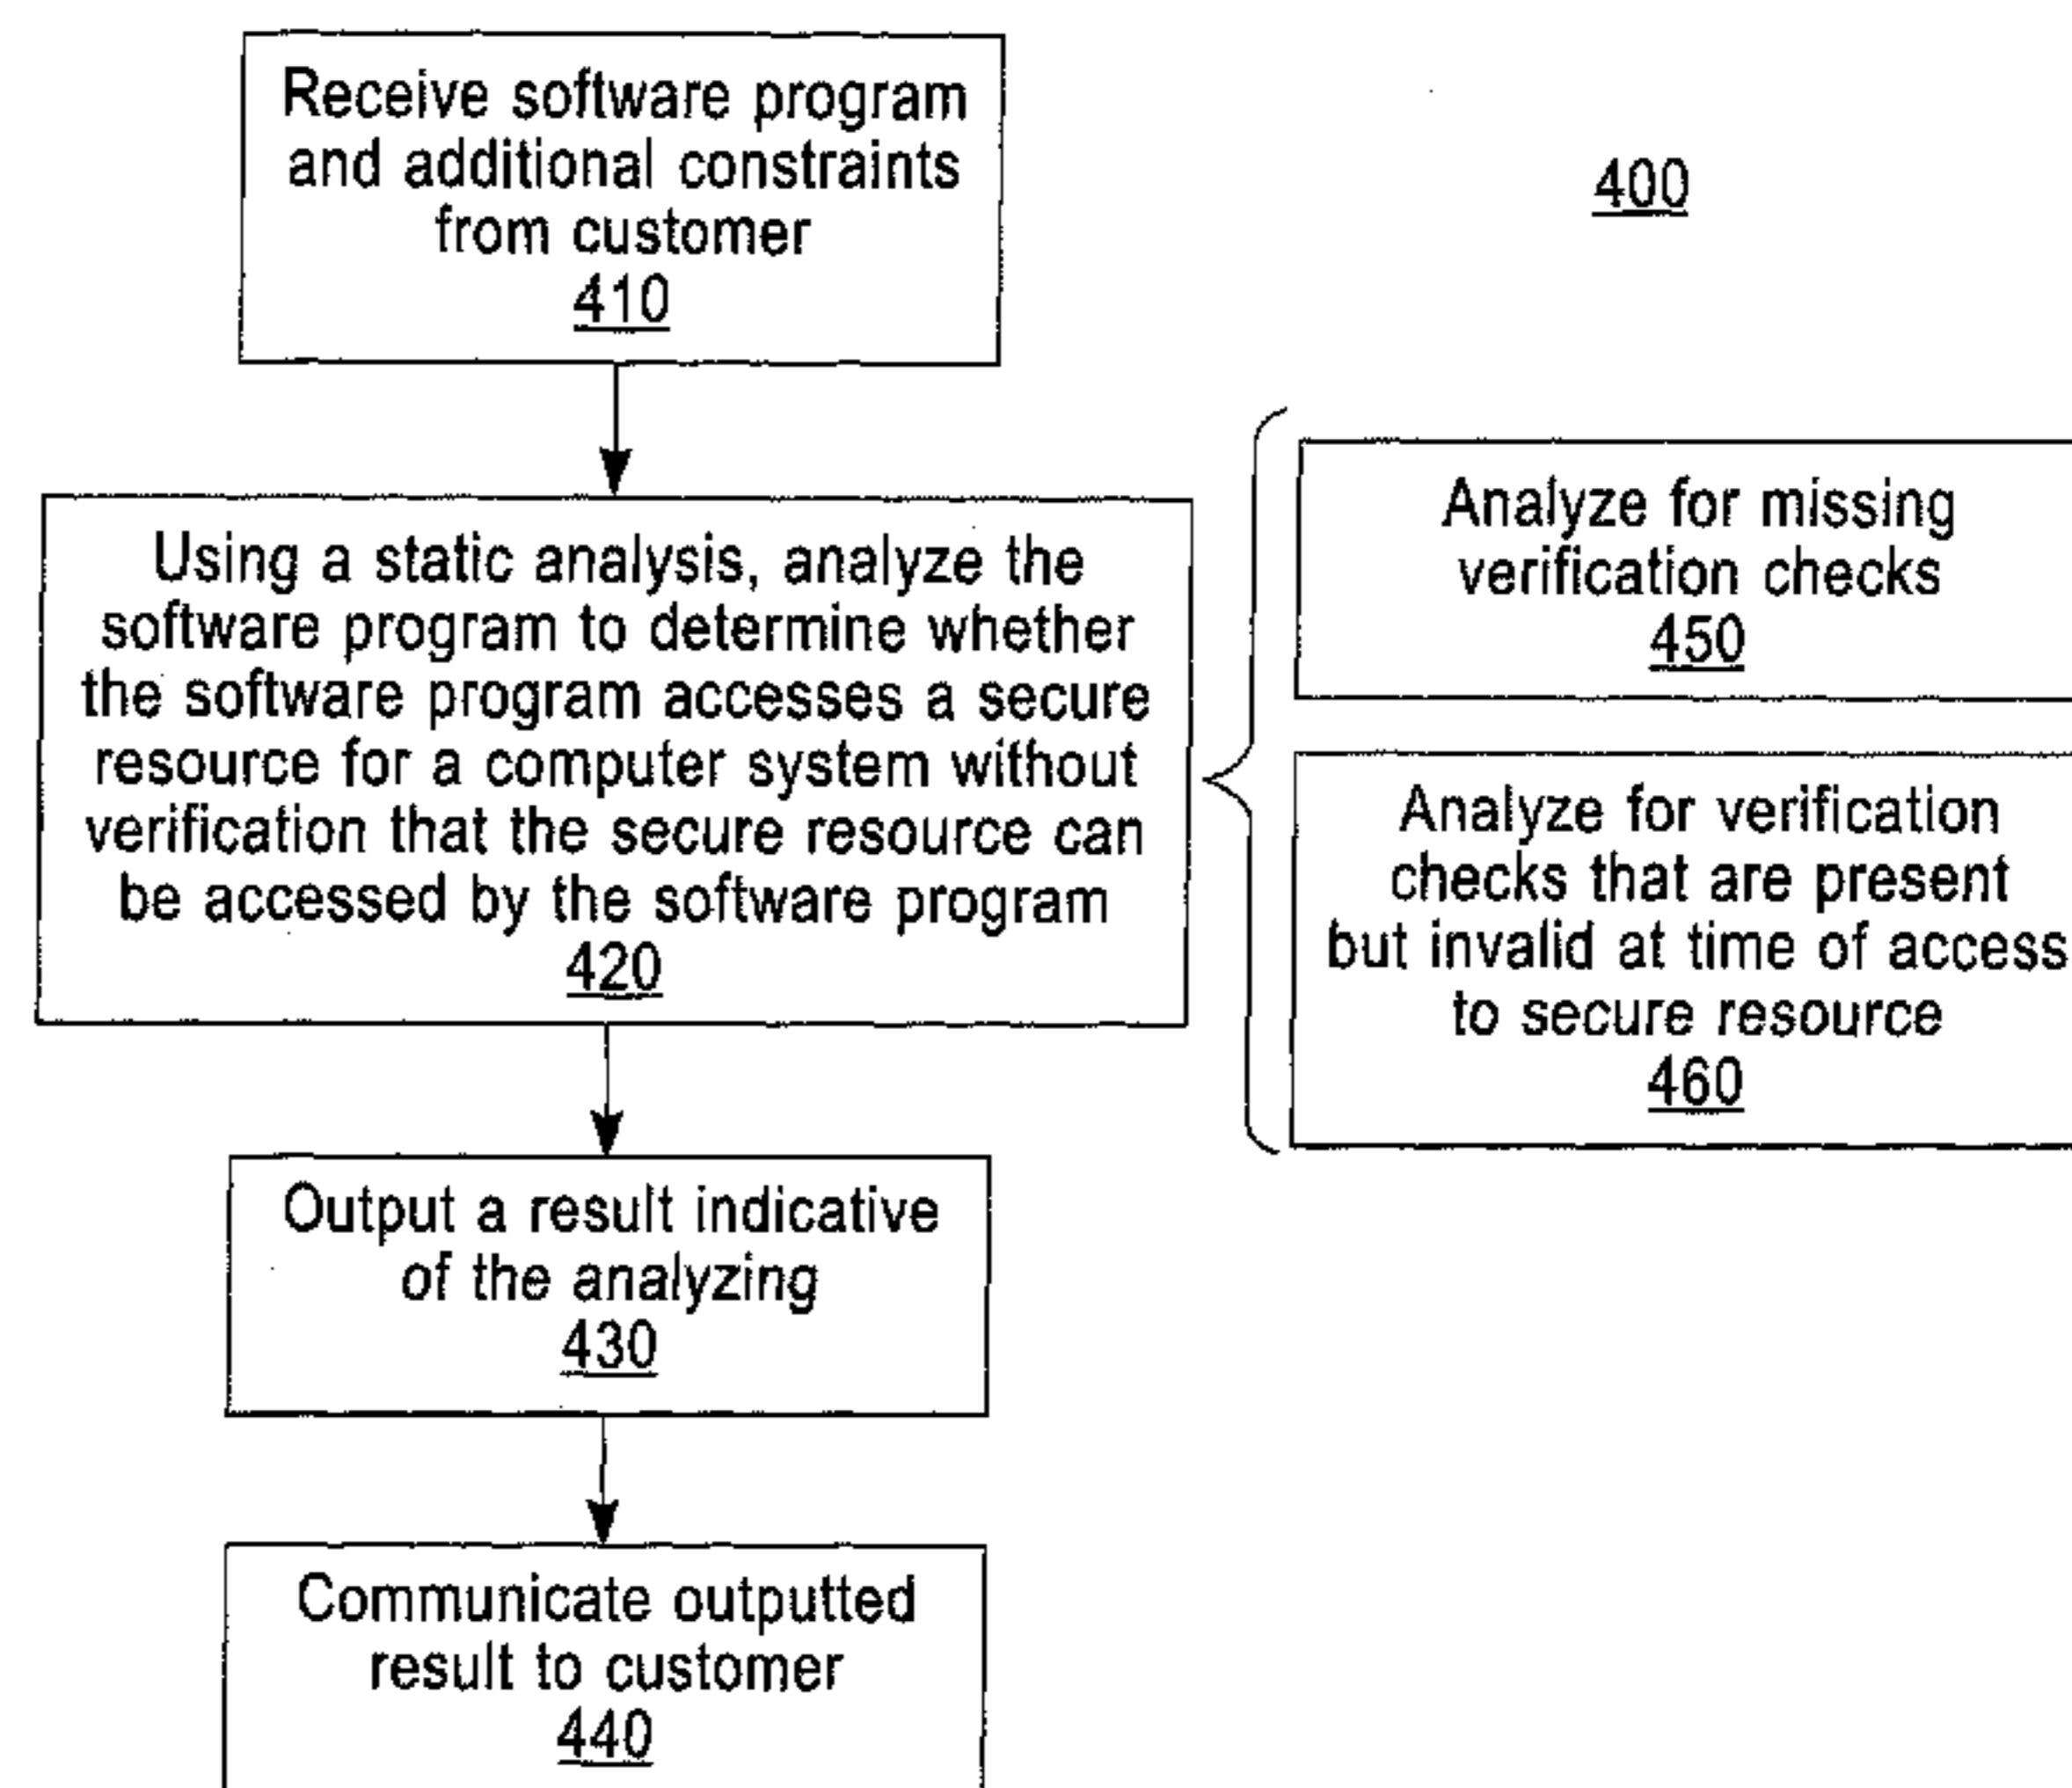 Receive software program
and additional constraints
from customer
410
400
Using a static analysis, analyze the
software program to determine whether
the software program accesses a secure
resource for a computer system without
verification that the secure resource can
be accessed by the software program
420
Analyze for missing
verification checks
450
Analyze for verification
checks that are present
but invalid at time of access
to secure resource
460
Output a result indicative
of the analyzing
430
Communicate outputted
result to customer
440